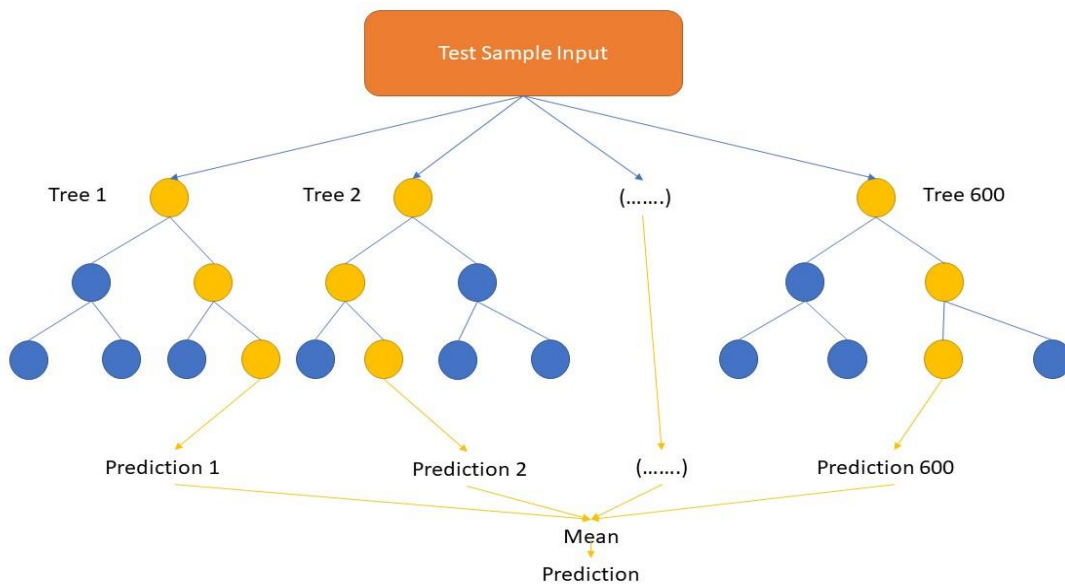 Test Sample Input
Tree 1
Tree 2
(.......)
Tree 600
Prediction 1
Prediction 2
(.......)
Prediction 600
Mean
Prediction